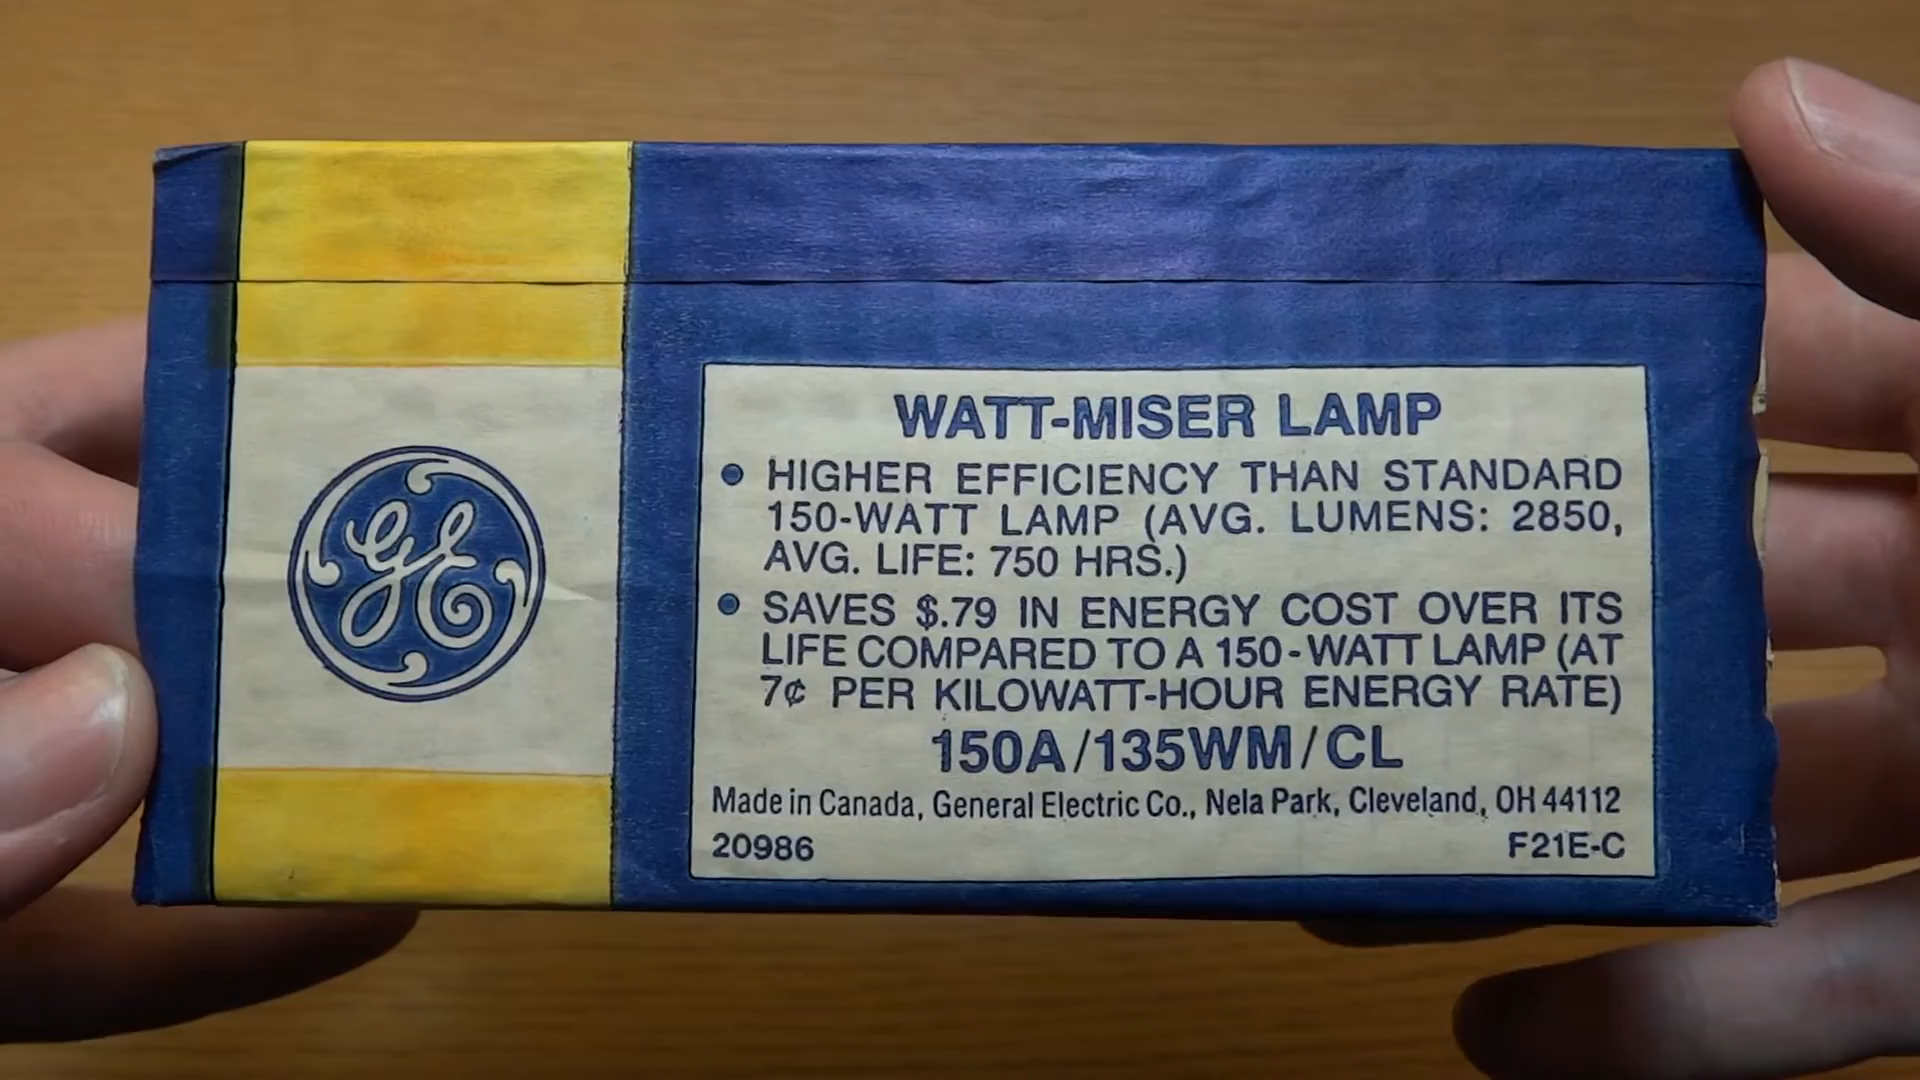 GE
WATT-MISER LAMP
● HIGHER EFFICIENCY THAN STANDARD
150-WATT LAMP (AVG. LUMENS: 2850,
AVG. LIFE: 750 HRS.)
● SAVES $.79 IN ENERGY COST OVER ITS
LIFE COMPARED TO A 150-WATT LAMP (AT
7¢ PER KILOWATT-HOUR ENERGY RATE)
150A/135WM/CL
Made in Canada, General Electric Co., Nela Park, Cleveland, OH 44112
20986 F21E-C